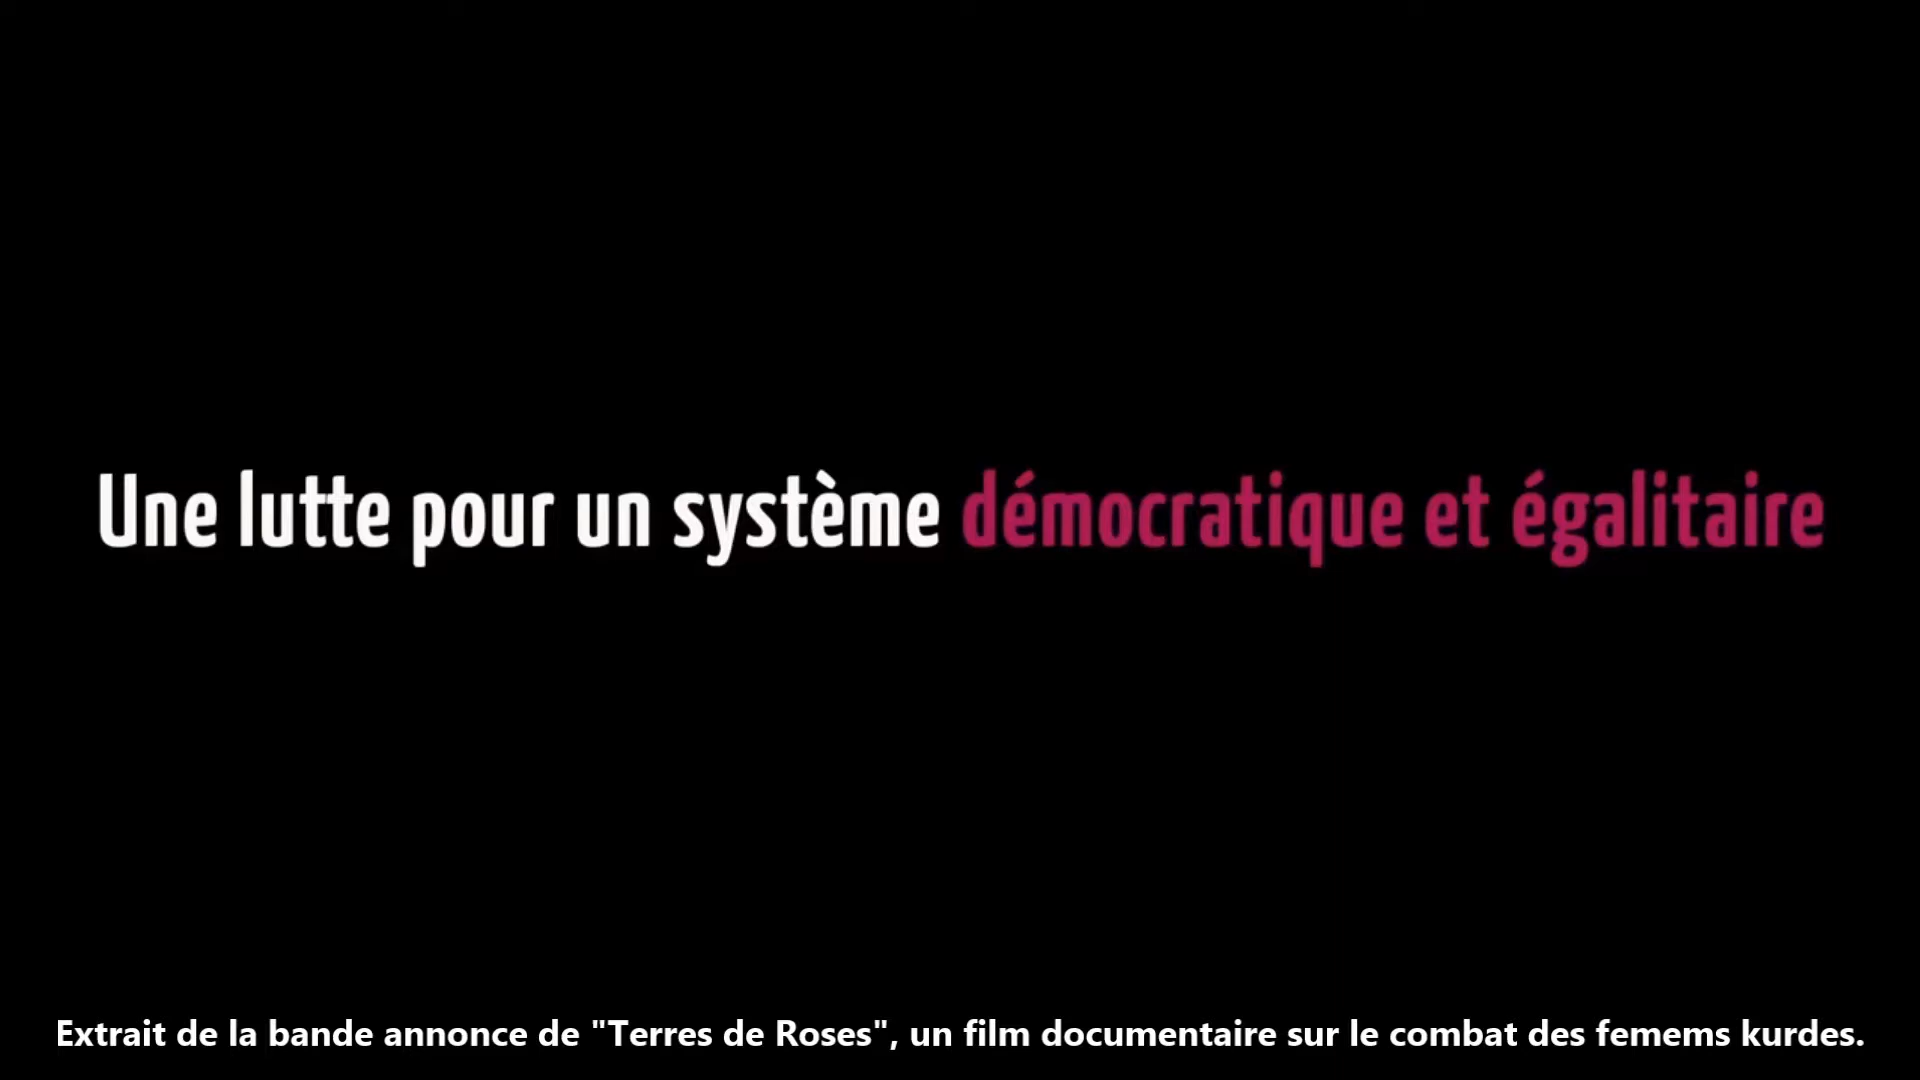 Une lutte pour un système démocratique et égalitaire
Extrait de la bande annonce de "Terres de Roses", un film documentaire sur le combat des femems kurdes.